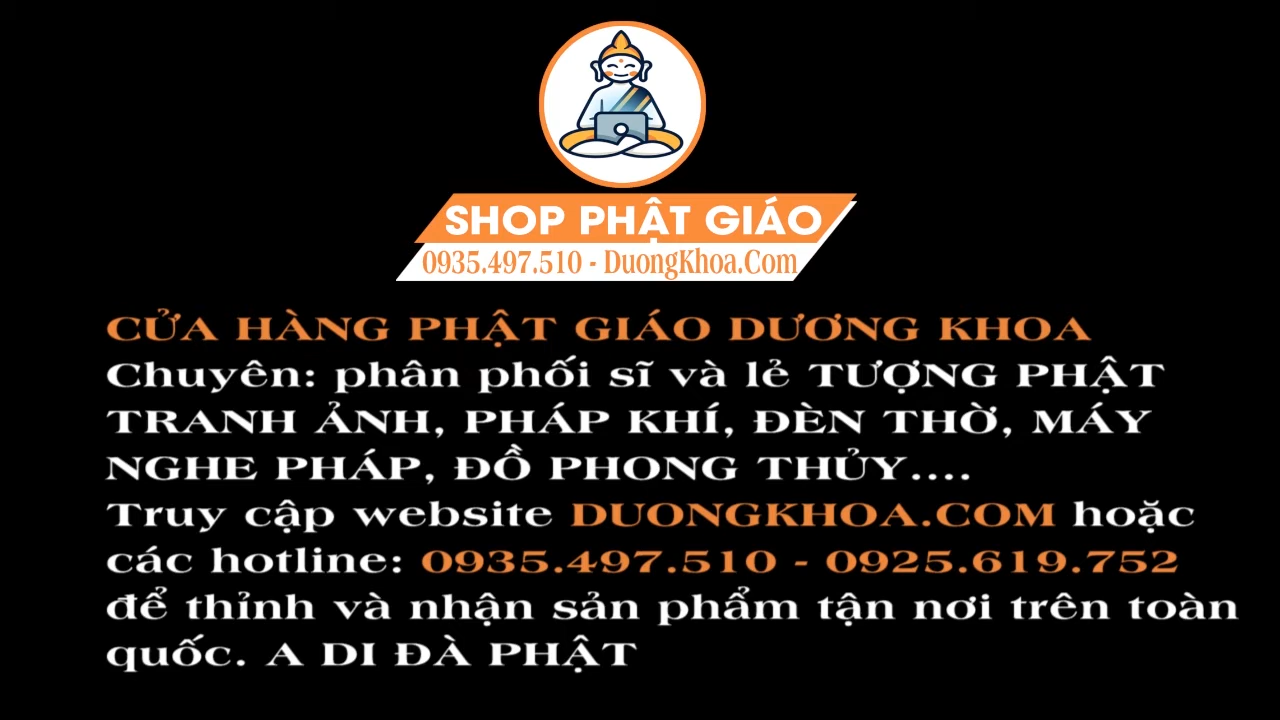 SHOP PHẬT GIÁO
0935.497.510 - DuongKhoa.Com
CỬA HÀNG PHẬT GIÁO DƯƠNG KHOA
Chuyên: phân phối sĩ và lẻ TƯỢNG PHẬT
TRANH ẢNH, PHÁP KHÍ, ĐÈN THỜ, MÁY
NGHE PHÁP, ĐỒ PHONG THỦY....
Truy cập website DUONGKHOA.COM hoặc
các hotline: 0935.497.510 - 0925.619.752
để thỉnh và nhận sản phẩm tận nơi trên toàn
quốc. A DI ĐÀ PHẬT